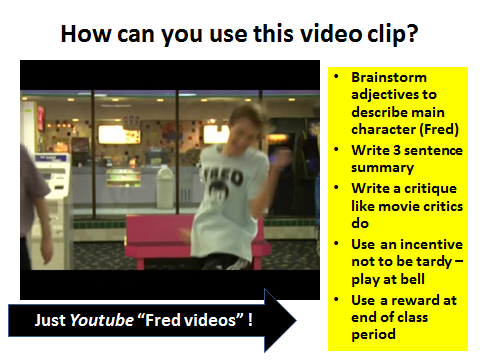 How can you use this video clip?
• Brainstorm
adjectives to
describe main
character (Fred)
• Write 3 sentence
summary
• Write a critique
like movie critics
do
• Use an incentive
not to be tardy –
play at bell
• Use a reward at
end of class
period
FRED
Just Youtube “Fred videos” !